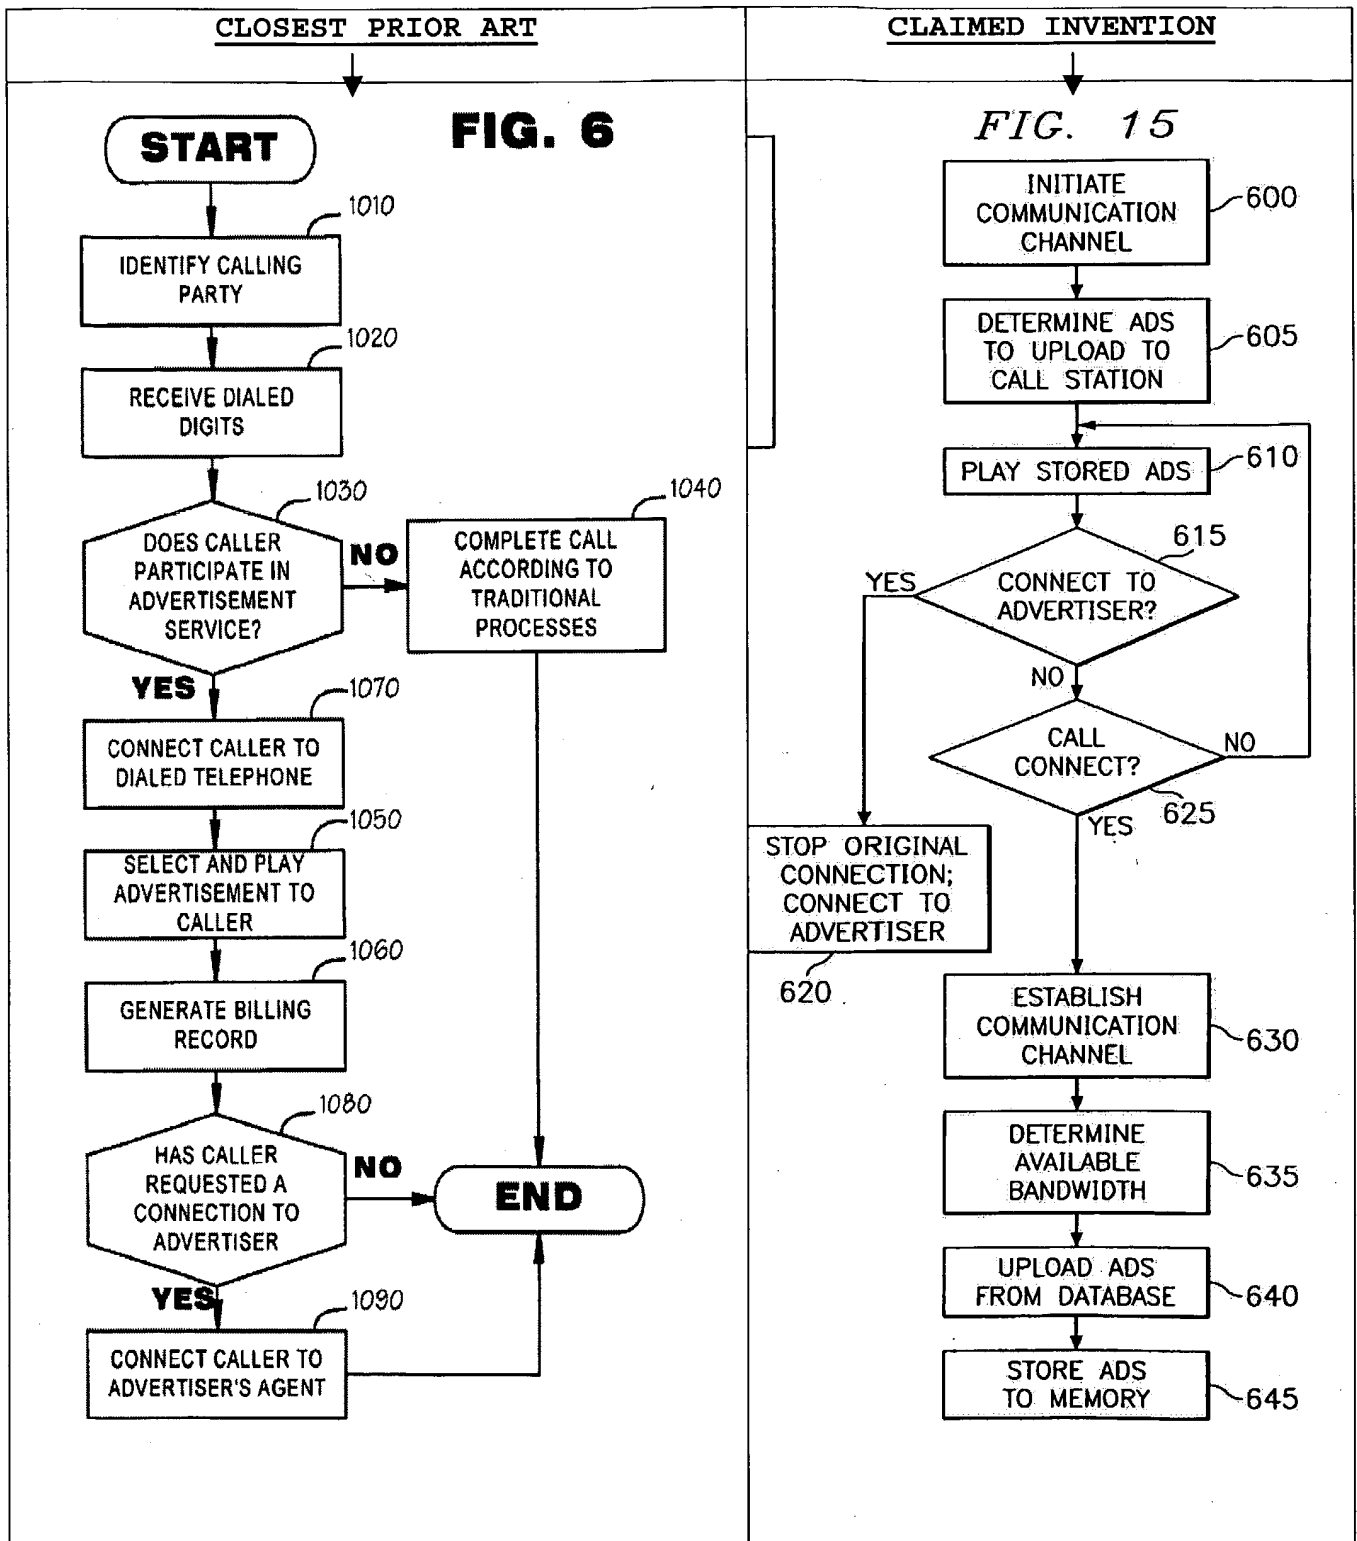 CLOSEST PRIOR ART
FIG. 6
START
1010
IDENTIFY CALLING
PARTY
1020
RECEIVE DIALED
DIGITS
1030
DOES CALLER
PARTICIPATE IN
ADVERTISEMENT
SERVICE?
NO
1040
COMPLETE CALL
ACCORDING TO
TRADITIONAL
PROCESSES
YES
1070
CONNECT CALLER TO
DIALED TELEPHONE
1050
SELECT AND PLAY
ADVERTISEMENT TO
CALLER
1060
GENERATE BILLING
RECORD
1080
HAS CALLER
REQUESTED A
CONNECTION TO
ADVERTISER
NO
END
YES
1090
CONNECT CALLER TO
ADVERTISER'S AGENT
CLAIMED INVENTION
FIG. 15
INITIATE
COMMUNICATION
CHANNEL
600
DETERMINE ADS
TO UPLOAD TO
CALL STATION
605
PLAY STORED ADS
610
615
CONNECT TO
ADVERTISER?
YES
NO
CALL
CONNECT?
NO
625
YES
STOP ORIGINAL
CONNECTION;
CONNECT TO
ADVERTISER
620
ESTABLISH
COMMUNICATION
CHANNEL
630
DETERMINE
AVAILABLE
BANDWIDTH
635
UPLOAD ADS
FROM DATABASE
640
STORE ADS
TO MEMORY
645